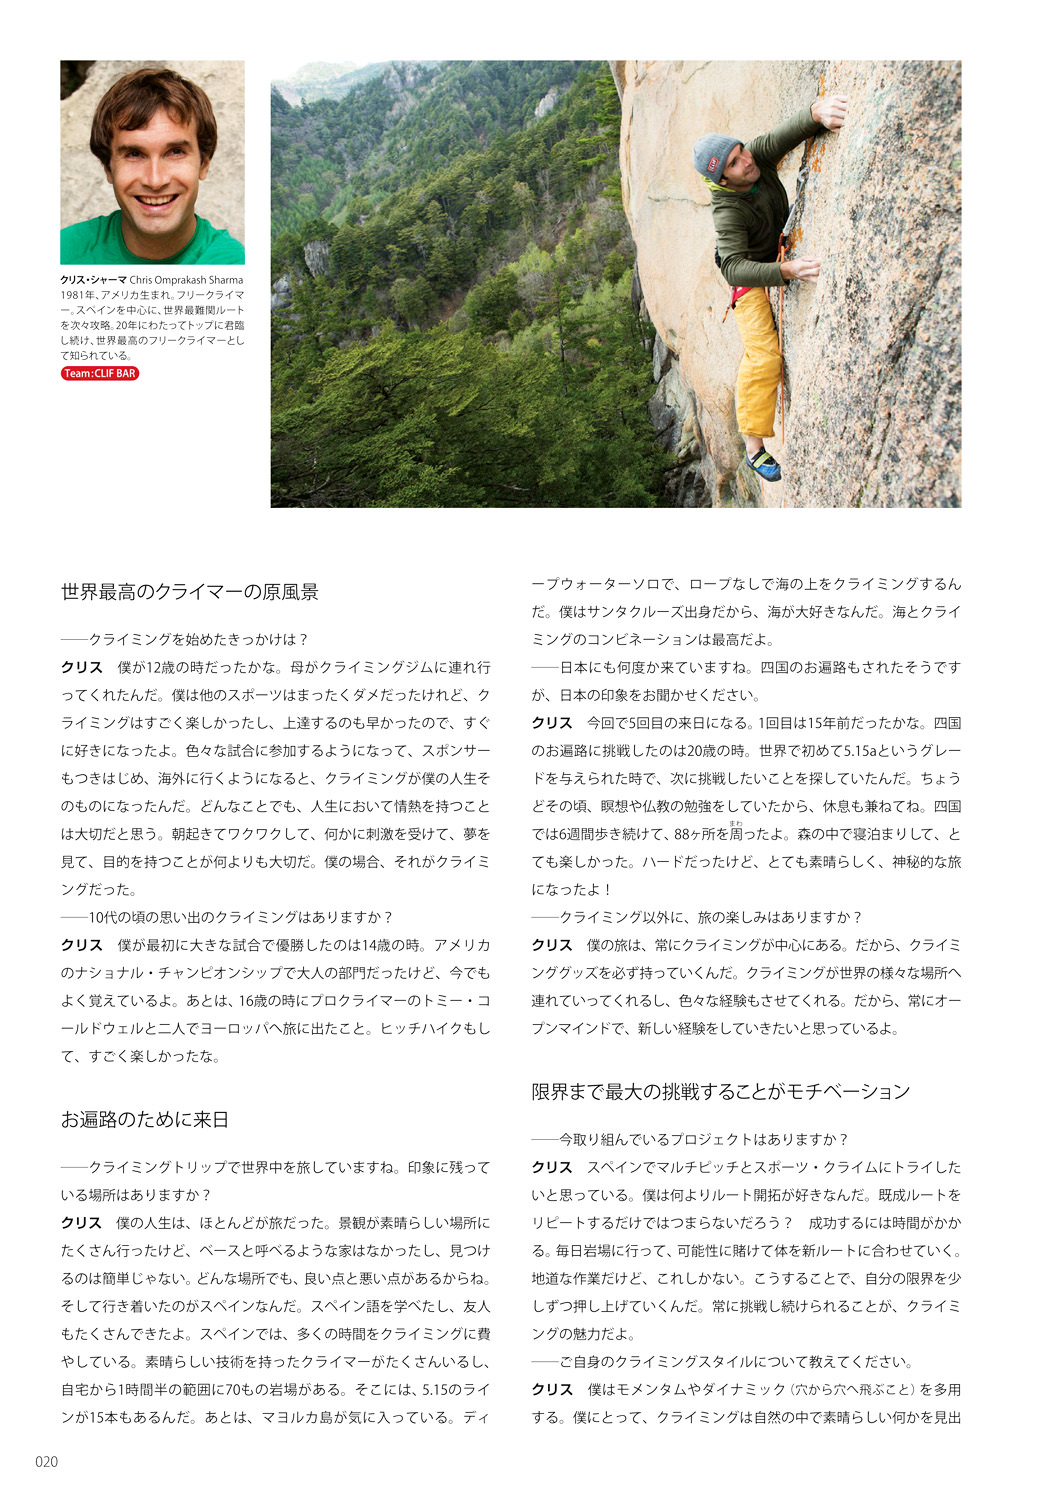 クリス・シャーマ Chris Omprakash Sharma
1981年、アメリカ生まれ。フリークライマ
ー。スペインを中心に、世界最難関ルート
を次々攻略。20年にわたってトップに君臨
し続け、世界最高のフリークライマーとし
て知られている。
Team:CLIF BAR
世界最高のクライマーの原風景
――クライミングを始めたきっかけは？
クリス　僕が12歳の時だったかな。母がクライミングジムに連れ行
ってくれたんだ。僕は他のスポーツはまったくダメだったけれど、ク
ライミングはすごく楽しかったし、上達するのも早かったので、すぐ
に好きになったよ。色々な試合に参加するようになって、スポンサー
もつきはじめ、海外に行くようになると、クライミングが僕の人生そ
のものになったんだ。どんなことでも、人生において情熱を持つこと
は大切だと思う。朝起きてワクワクして、何かに刺激を受けて、夢を
見て、目的を持つことが何よりも大切だ。僕の場合、それがクライミ
ングだった。
――10代の頃の思い出のクライミングはありますか？
クリス　僕が最初に大きな試合で優勝したのは14歳の時。アメリカ
のナショナル・チャンピオンシップで大人の部門だったけど、今でも
よく覚えているよ。あとは、16歳の時にプロクライマーのトミー・コ
ールドウェルと二人でヨーロッパへ旅に出たこと。ヒッチハイクもし
て、すごく楽しかったな。
お遍路のために来日
――クライミングトリップで世界中を旅していますね。印象に残って
いる場所はありますか？
クリス　僕の人生は、ほとんどが旅だった。景観が素晴らしい場所に
たくさん行ったけど、ベースと呼べるような家はなかったし、見つけ
るのは簡単じゃない。どんな場所でも、良い点と悪い点があるからね。
そして行き着いたのがスペインなんだ。スペイン語を学べたし、友人
もたくさんできたよ。スペインでは、多くの時間をクライミングに費
やしている。素晴らしい技術を持ったクライマーがたくさんいるし、
自宅から1時間半の範囲に70もの岩場がある。そこには、5.15のライ
ンが15本もあるんだ。あとは、マヨルカ島が気に入っている。ディ
ープウォーターソロで、ロープなしで海の上をクライミングするん
だ。僕はサンタクルーズ出身だから、海が大好きなんだ。海とクライ
ミングのコンビネーションは最高だよ。
――日本にも何度か来ていますね。四国のお遍路もされたそうです
が、日本の印象をお聞かせください。
クリス　今回で5回目の来日になる。1回目は15年前だったかな。四国
のお遍路に挑戦したのは20歳の時。世界で初めて5.15aというグレー
ドを与えられた時で、次に挑戦したいことを探していたんだ。ちょう
どその頃、瞑想や仏教の勉強をしていたから、休息も兼ねてね。四国
では6週間歩き続けて、88ヶ所を周ったよ。森の中で寝泊まりして、と
まわ
ても楽しかった。ハードだったけど、とても素晴らしく、神秘的な旅
になったよ！
――クライミング以外に、旅の楽しみはありますか？
クリス　僕の旅は、常にクライミングが中心にある。だから、クライミ
ンググッズを必ず持っていくんだ。クライミングが世界の様々な場所へ
連れていってくれるし、色々な経験もさせてくれる。だから、常にオー
プンマインドで、新しい経験をしていきたいと思っているよ。
限界まで最大の挑戦することがモチベーション
――今取り組んでいるプロジェクトはありますか？
クリス　スペインでマルチピッチとスポーツ・クライムにトライした
いと思っている。僕は何よりルート開拓が好きなんだ。既成ルートを
リピートするだけではつまらないだろう？　成功するには時間がかか
る。毎日岩場に行って、可能性に賭けて体を新ルートに合わせていく。
地道な作業だけど、これしかない。こうすることで、自分の限界を少
しずつ押し上げていくんだ。常に挑戦し続けられることが、クライミ
ングの魅力だよ。
――ご自身のクライミングスタイルについて教えてください。
クリス　僕はモメンタムやダイナミック（穴から穴へ飛ぶこと）を多用
する。僕にとって、クライミングは自然の中で素晴らしい何かを見出
020